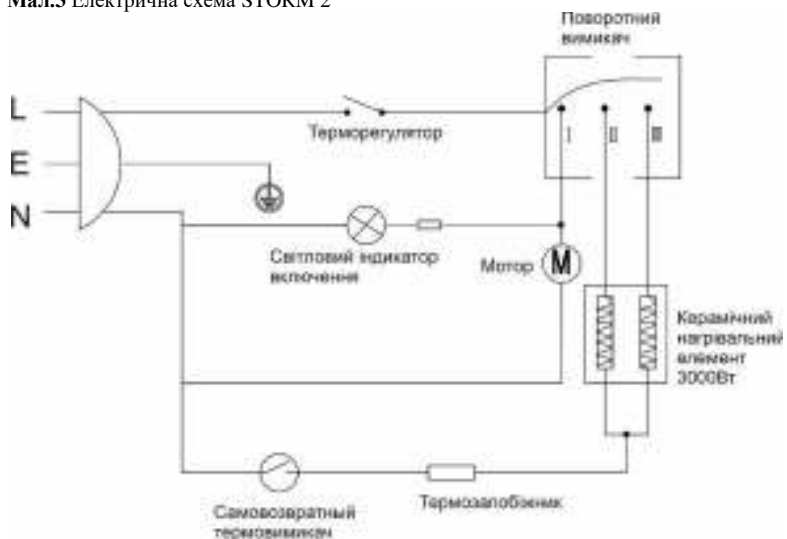 Мал.3 Електрична схема STORM 2
Поворотний
вимикач
L
Терморегулятор
I II III
E
N
Світловий індикатор
включення
Мотор
M
Керамічний
нагрівальний
елемент
3000Вт
Самовозвратный
термовимикач
Термозапобіжник